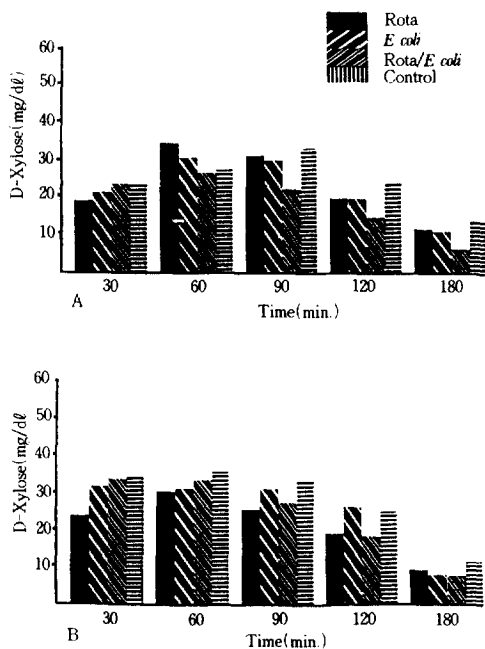 Rota
E coli
Rota/E coli
Control
60
50
40
30
20
10
D-Xylose(mg/dℓ)
30 60 90 120 180
A
Time(min.)
60
50
40
30
20
10
D-Xylose(mg/dℓ)
30 60 90 120 180
B
Time(min.)